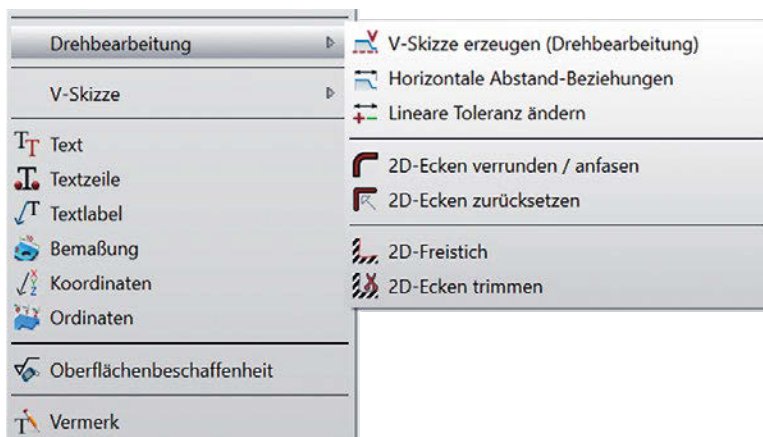 Drehbearbeitung
V-Skizze
Text
Textzeile
Textlabel
Bemaßung
Koordinaten
Ordinaten
Oberflächenbeschaffenheit
Vermerk
V-Skizze erzeugen (Drehbearbeitung)
Horizontale Abstand-Beziehungen
Lineare Toleranz ändern
2D-Ecken verrunden / anfasen
2D-Ecken zurücksetzen
2D-Freistich
2D-Ecken trimmen